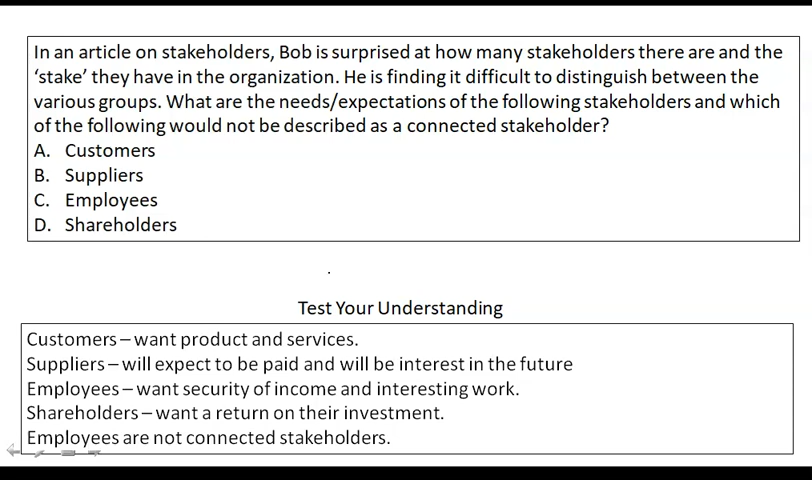 In an article on stakeholders, Bob is surprised at how many stakeholders there are and the
‘stake’ they have in the organization. He is finding it difficult to distinguish between the
various groups. What are the needs/expectations of the following stakeholders and which
of the following would not be described as a connected stakeholder?
A. Customers
B. Suppliers
C. Employees
D. Shareholders
Test Your Understanding
Customers – want product and services.
Suppliers – will expect to be paid and will be interest in the future
Employees – want security of income and interesting work.
Shareholders – want a return on their investment.
Employees are not connected stakeholders.